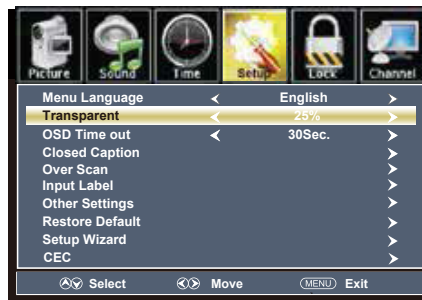 Picture Sound Time Setup Lock Channel
Menu Language English
Transparent 25%
OSD Time out 30Sec.
Closed Caption
Over Scan
Input Label
Other Settings
Restore Default
Setup Wizard
CEC
Select Move MENU Exit